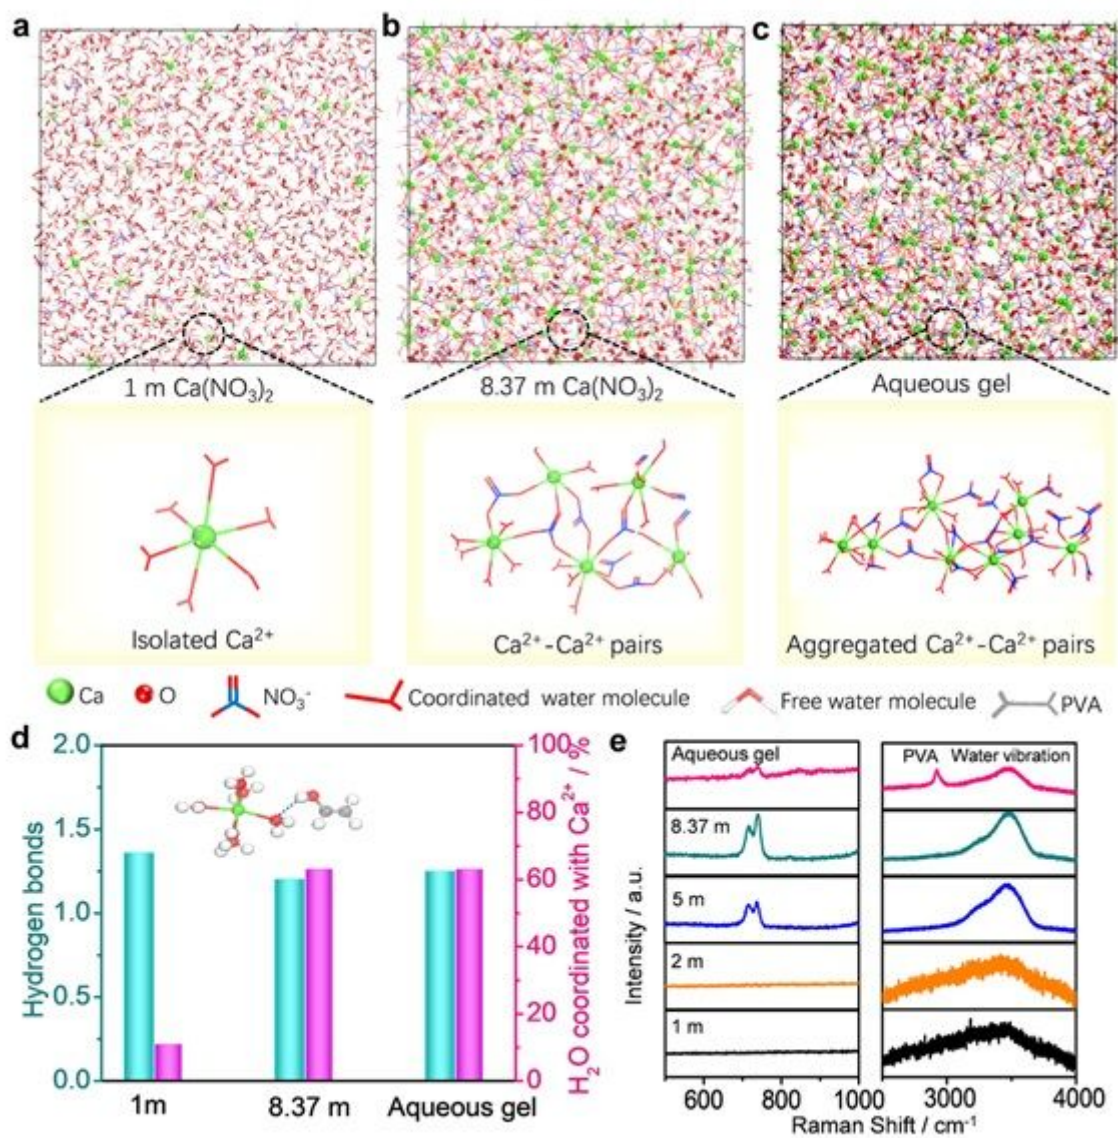 a
b
c
1 m Ca(NO₃)₂
8.37 m Ca(NO₃)₂
Aqueous gel
Isolated Ca²⁺
Ca²⁺-Ca²⁺ pairs
Aggregated Ca²⁺-Ca²⁺ pairs
Ca
O
NO₃⁻
Coordinated water molecule
Free water molecule
PVA
d
2.0
1.5
1.0
0.5
0.0
Hydrogen bonds
100
80
60
40
20
0
H₂O coordinated with Ca²⁺ / %
1m
8.37 m
Aqueous gel
e
Intensity / a.u.
Aqueous gel
8.37 m
5 m
2 m
1 m
PVA Water vibration
600 800 1000
3000 4000
Raman Shift / cm⁻¹